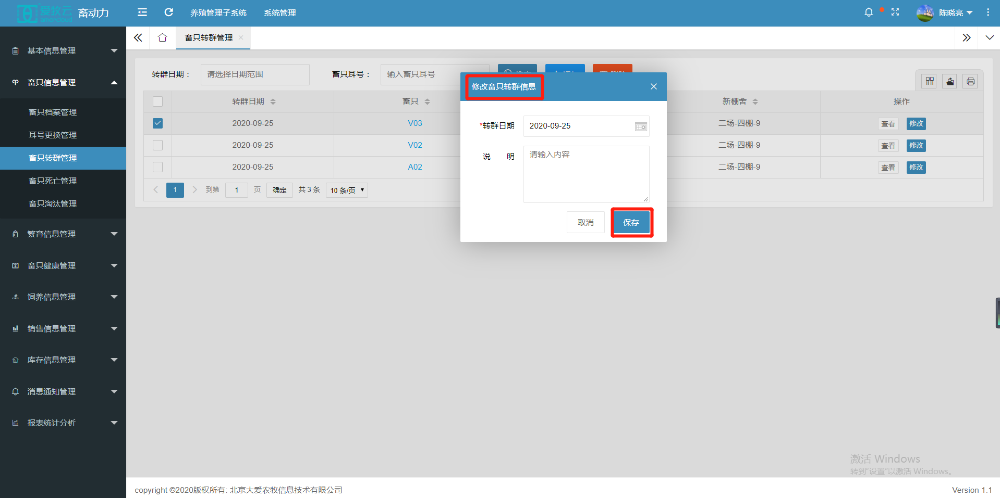 爱牧云
amorcloud
畜动力
养殖管理子系统
系统管理
陈晓亮
基本信息管理
畜只信息管理
畜只档案管理
耳号更换管理
畜只转群管理
畜只死亡管理
畜只淘汰管理
繁育信息管理
畜只健康管理
饲养信息管理
销售信息管理
库存信息管理
消息通知管理
报表统计分析
畜只转群管理
转群日期：
请选择日期范围
畜只耳号：
输入畜只耳号
转群日期 畜只 新棚舍 操作
2020-09-25 V03 二场-四棚-9 查看 修改
2020-09-25 V02 二场-四棚-9 查看 修改
2020-09-25 A02 二场-四棚-9 查看 修改
1 到第 1 页 确定 共 3 条 10 条/页
修改畜只转群信息
*转群日期 2020-09-25
说 明 请输入内容
取消 保存
激活 Windows
转到"设置"以激活 Windows。
copyright ©2020版权所有: 北京大爱农牧信息技术有限公司
Version 1.1